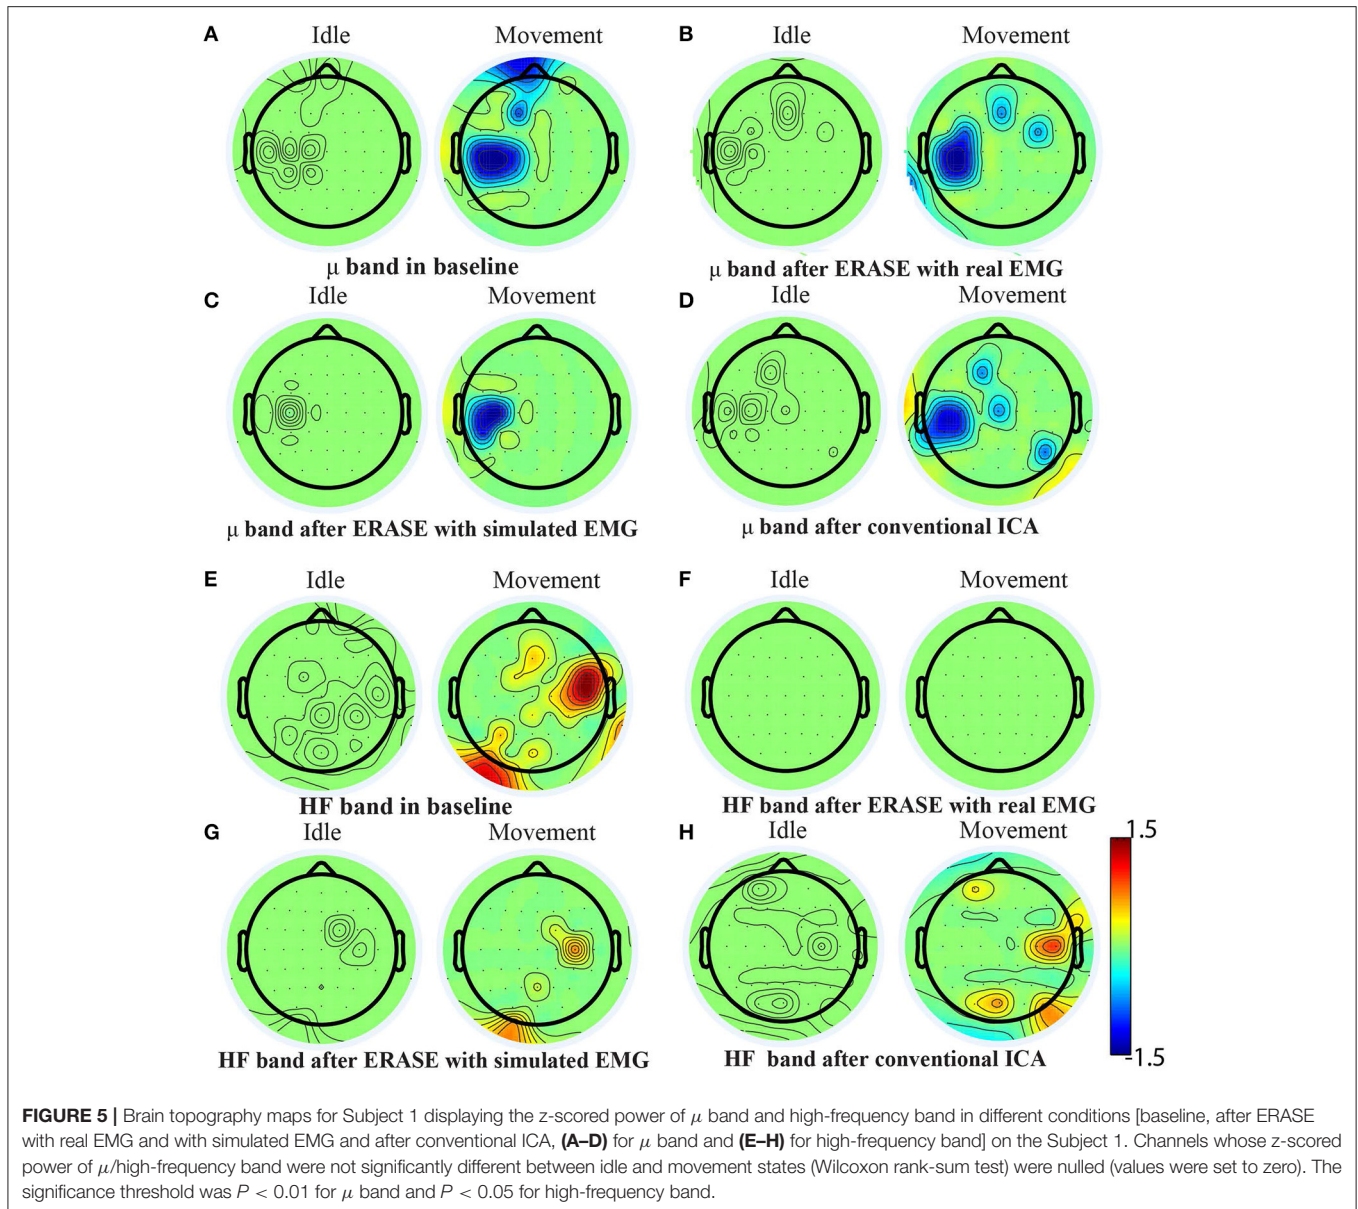 A Idle Movement B Idle Movement
μ band in baseline μ band after ERASE with real EMG
C Idle Movement D Idle Movement
μ band after ERASE with simulated EMG μ band after conventional ICA
E Idle Movement F Idle Movement
HF band in baseline HF band after ERASE with real EMG
G Idle Movement H Idle Movement 1.5
-1.5
HF band after ERASE with simulated EMG HF band after conventional ICA
FIGURE 5 | Brain topography maps for Subject 1 displaying the z-scored power of μ band and high-frequency band in different conditions [baseline, after ERASE
with real EMG and with simulated EMG and after conventional ICA, (A–D) for μ band and (E–H) for high-frequency band] on the Subject 1. Channels whose z-scored
power of μ/high-frequency band were not significantly different between idle and movement states (Wilcoxon rank-sum test) were nulled (values were set to zero). The
significance threshold was P < 0.01 for μ band and P < 0.05 for high-frequency band.